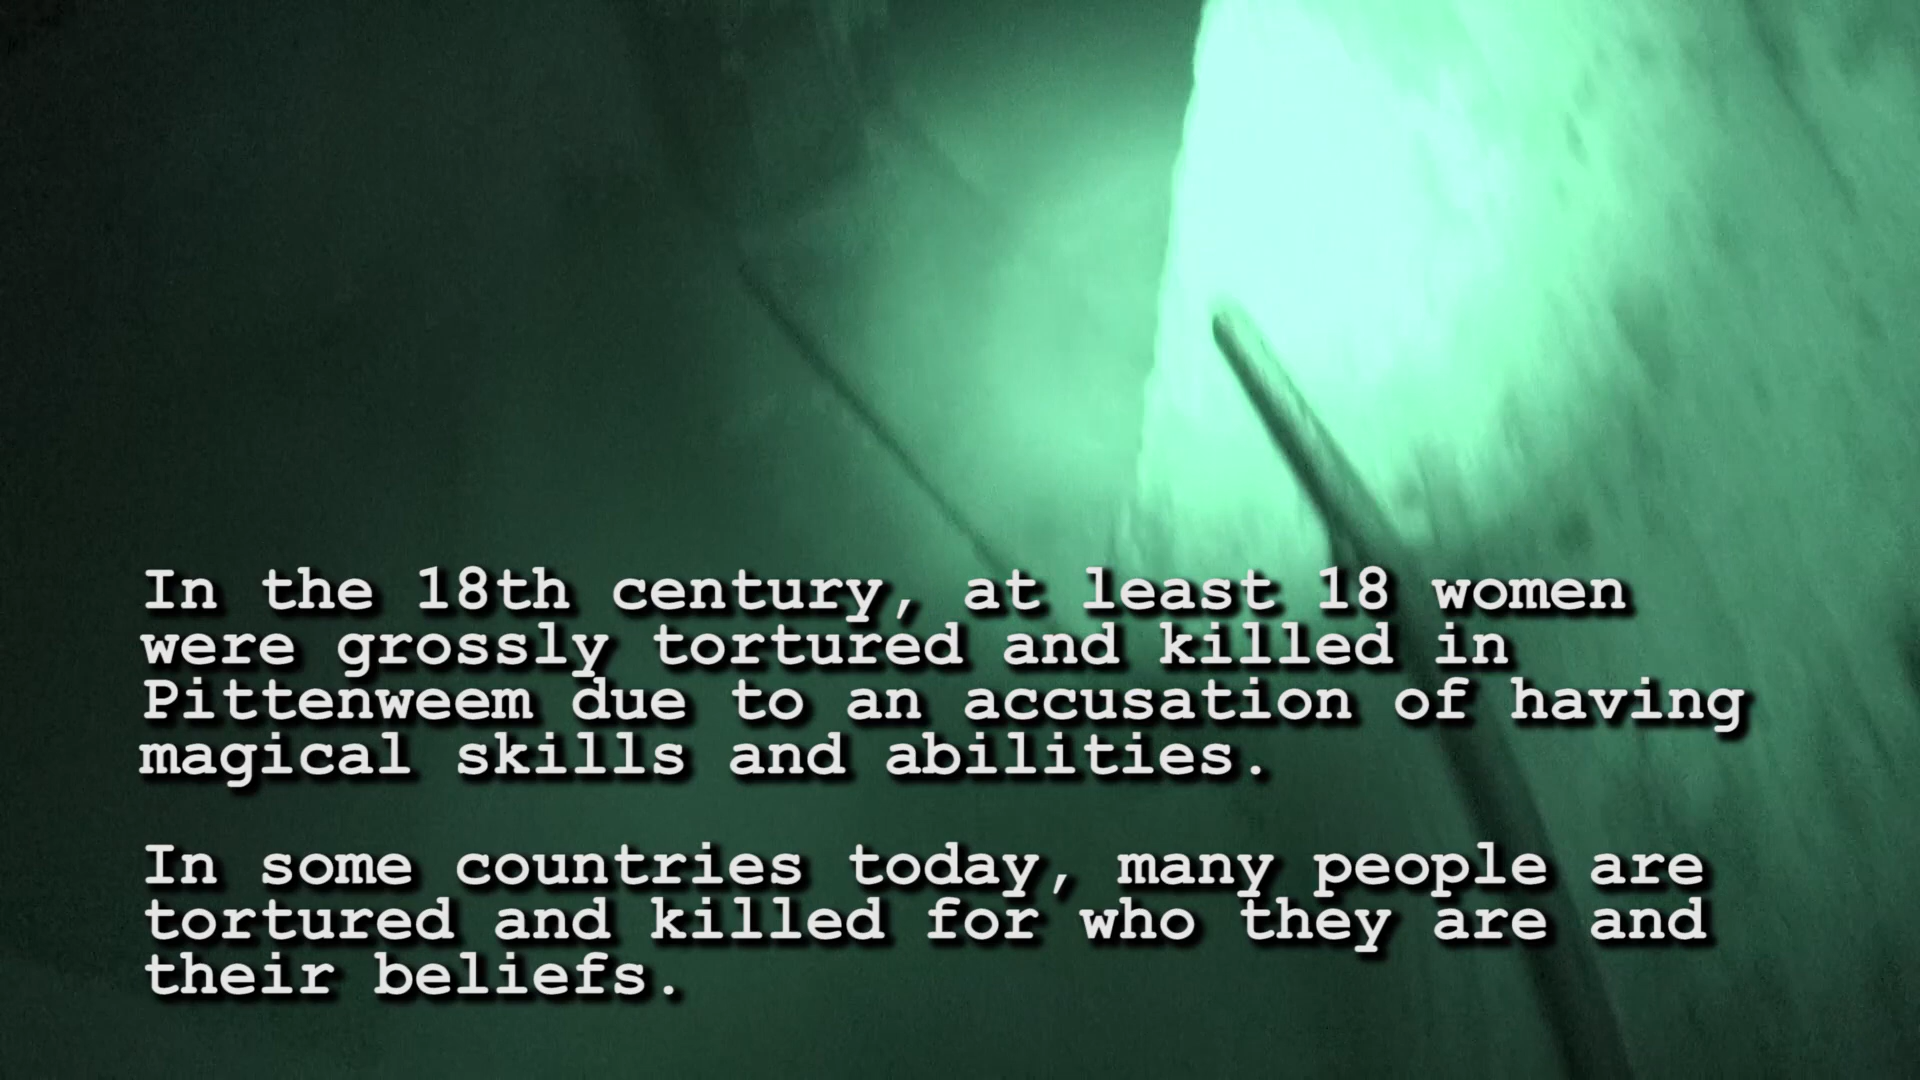 In the 18th century, at least 18 women
were grossly tortured and killed in
Pittenweem due to an accusation of having
magical skills and abilities.
In some countries today, many people are
tortured and killed for who they are and
their beliefs.